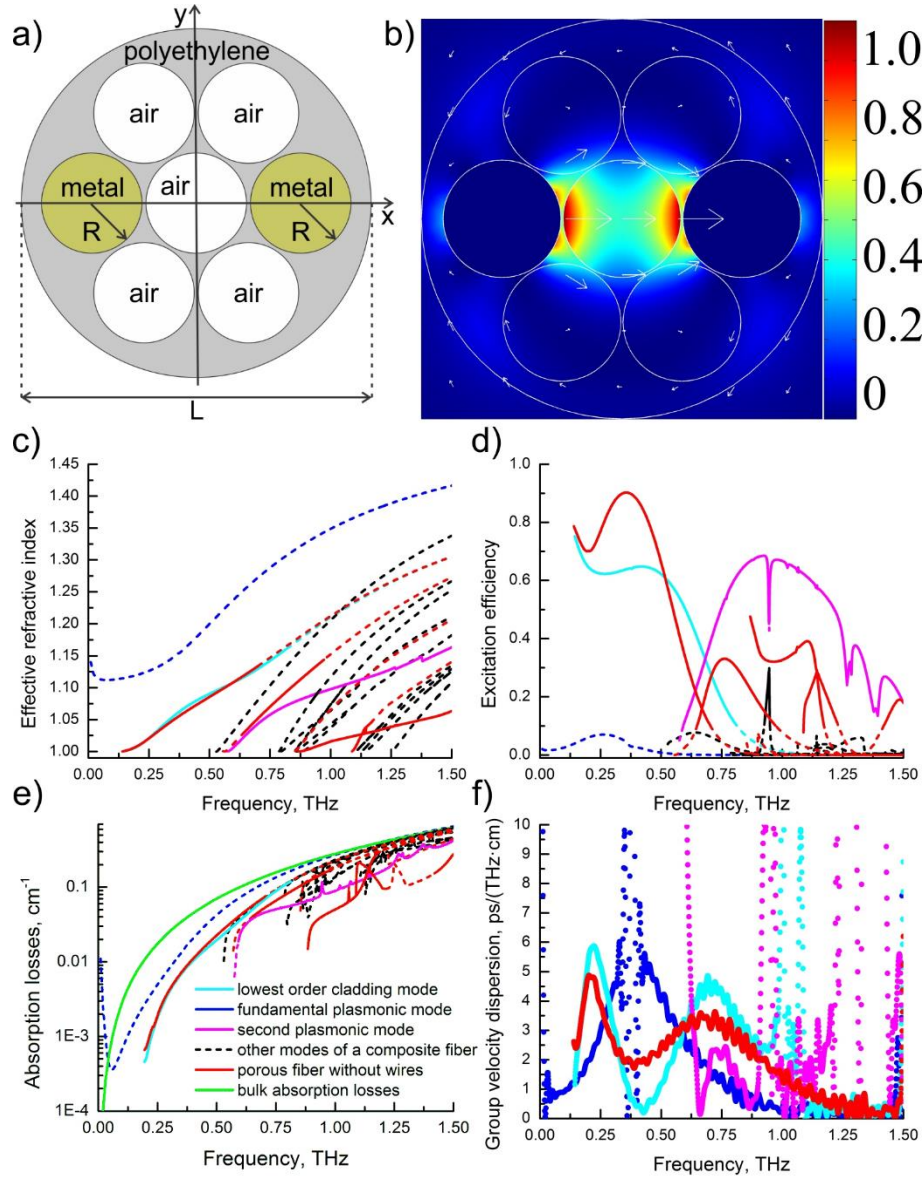 a)
y
polyethylene
air air
metal air metal
x
R R
air air
L
b)
1.0
0.8
0.6
0.4
0.2
0
c)
1.45
1.40
1.35
1.30
1.25
1.20
1.15
1.10
1.05
1.00
Effective refractive index
0.00 0.25 0.50 0.75 1.00 1.25 1.50
Frequency, THz
d)
1.0
0.8
0.6
0.4
0.2
0.0
Excitation efficiency
0.00 0.25 0.50 0.75 1.00 1.25 1.50
Frequency, THz
e)
0.1
0.01
1E-3
1E-4
Absorption losses, cm⁻¹
lowest order cladding mode
fundamental plasmonic mode
second plasmonic mode
other modes of a composite fiber
porous fiber without wires
bulk absorption losses
0.00 0.25 0.50 0.75 1.00 1.25 1.50
Frequency, THz
f)
10
9
8
7
6
5
4
3
2
1
0
Group velocity dispersion, ps/(THz·cm)
0.00 0.25 0.50 0.75 1.00 1.25 1.50
Frequency, THz